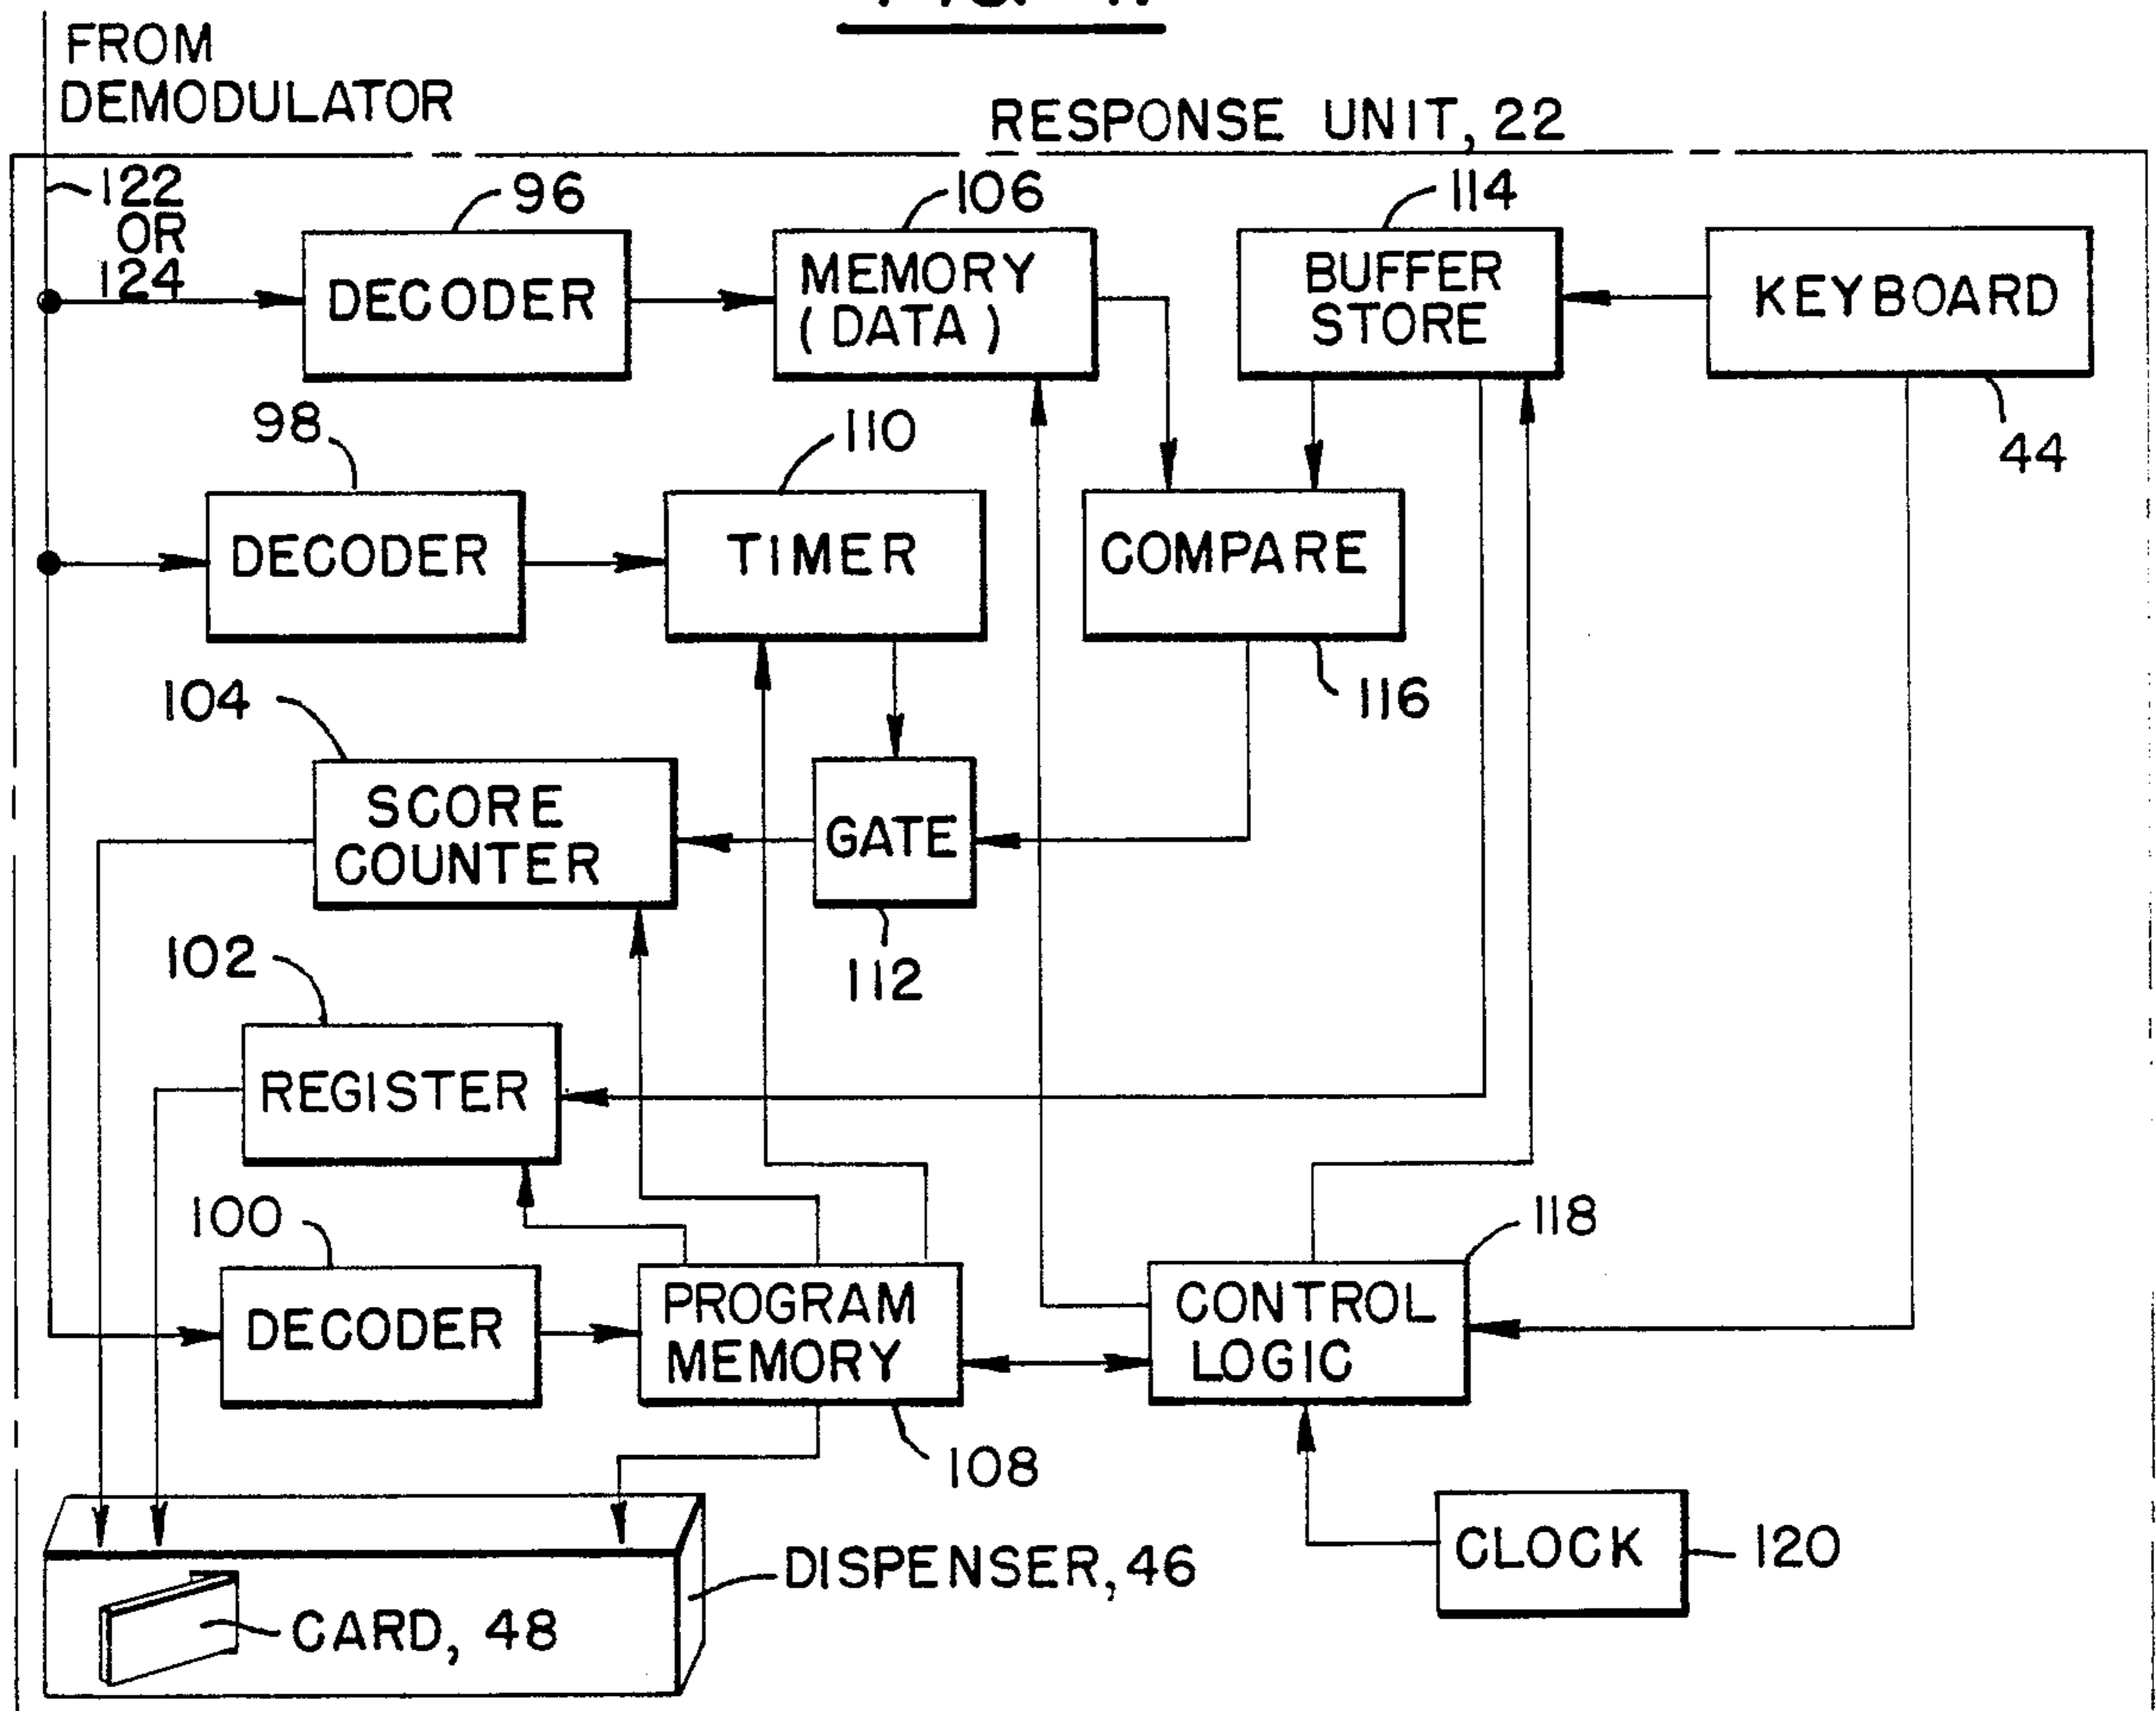 FROM
DEMODULATOR
RESPONSE UNIT, 22
122
OR
124
96
106
114
DECODER
MEMORY
(DATA)
BUFFER
STORE
KEYBOARD
98
110
44
DECODER
TIMER
COMPARE
104
116
SCORE
COUNTER
GATE
102
112
REGISTER
100
118
DECODER
PROGRAM
MEMORY
CONTROL
LOGIC
108
DISPENSER, 46
CLOCK
120
CARD, 48